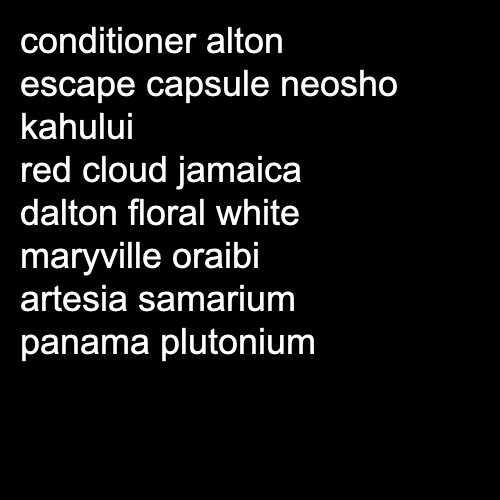 conditioner alton
escape capsule neosho
kahului
red cloud jamaica
dalton floral white
maryville oraibi
artesia samarium
panama plutonium